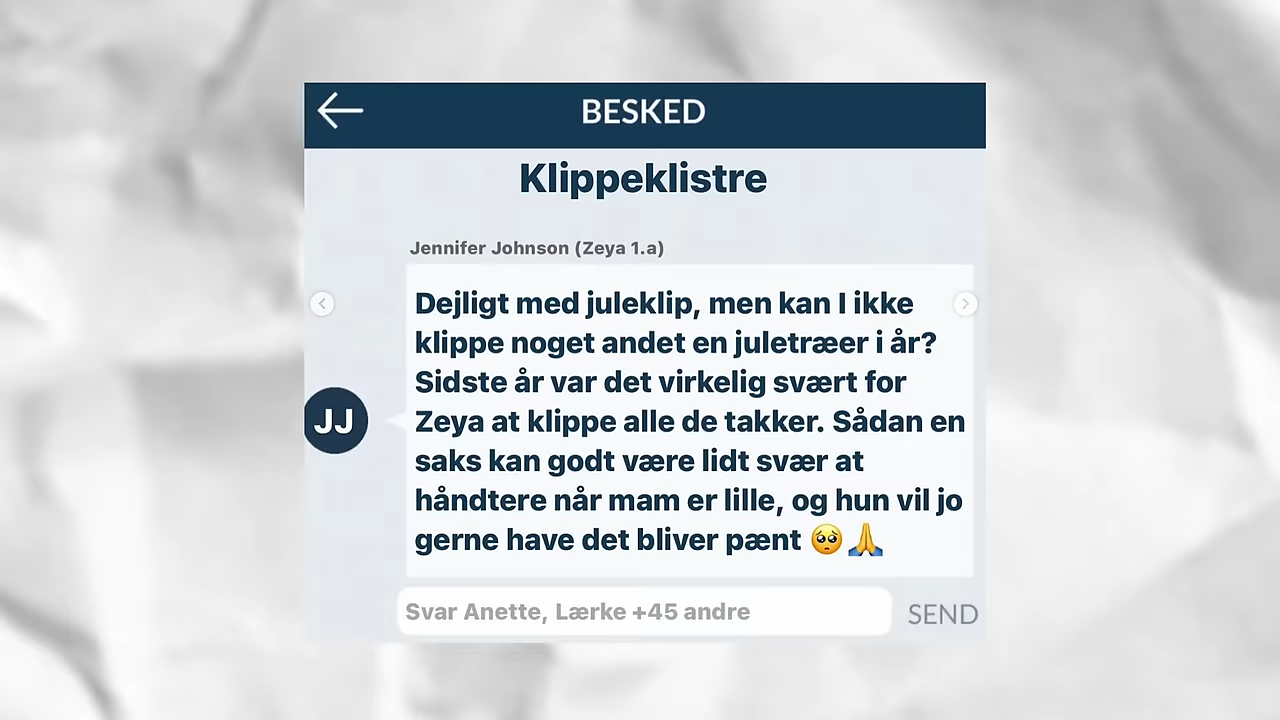 BESKED
Klippeklistre
Jennifer Johnson (Zeya 1.a)
Dejligt med juleklip, men kan I ikke
klippe noget andet en juletræer i år?
Sidste år var det virkelig svært for
Zeya at klippe alle de takker. Sådan en
saks kan godt være lidt svær at
håndtere når mam er lille, og hun vil jo
gerne have det bliver pænt 🥺🙏
JJ
Svar Anette, Lærke +45 andre
SEND